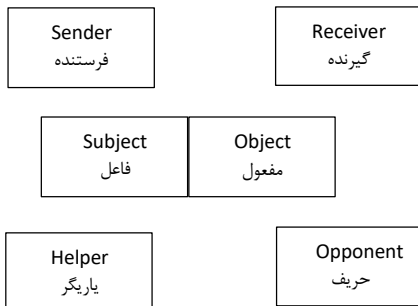 Sender
فرستنده
Receiver
گیرنده
Subject
فاعل
Object
مفعول
Helper
یاریگر
Opponent
حریف